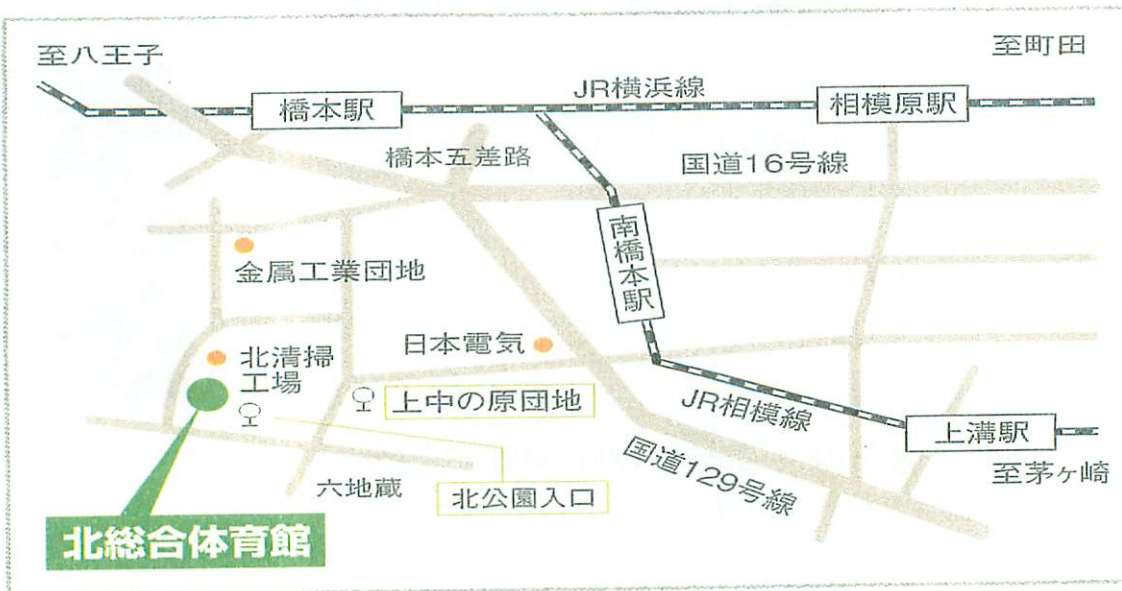 至八王子
至町田
JR横浜線
橋本駅
相模原駅
橋本五差路
国道16号線
南橋本駅
金属工業団地
日本電気
北清掃
工場
上中の原団地
JR相模線
上溝駅
国道129号線
至茅ヶ崎
六地蔵
北公園入口
北総合体育館